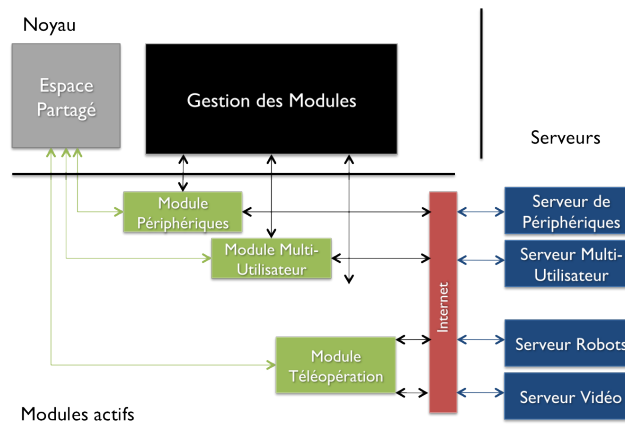 Noyau
Espace
Partagé
Gestion des Modules
Serveurs
Module
Périphériques
Serveur de
Périphériques
Module Multi-
Utilisateur
Serveur Multi-
Utilisateur
Internet
Module
Téléopération
Serveur Robots
Serveur Vidéo
Modules actifs